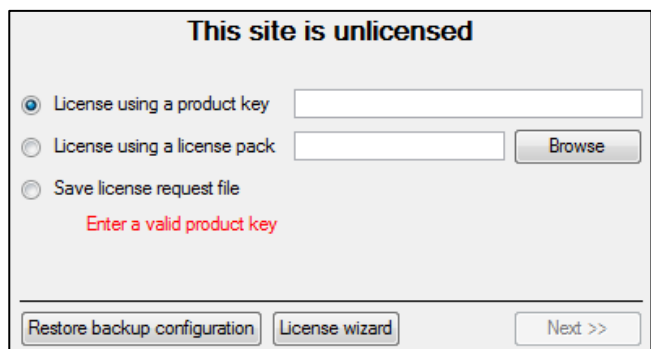 This site is unlicensed
License using a product key
License using a license pack
Browse
Save license request file
Enter a valid product key
Restore backup configuration
License wizard
Next >>